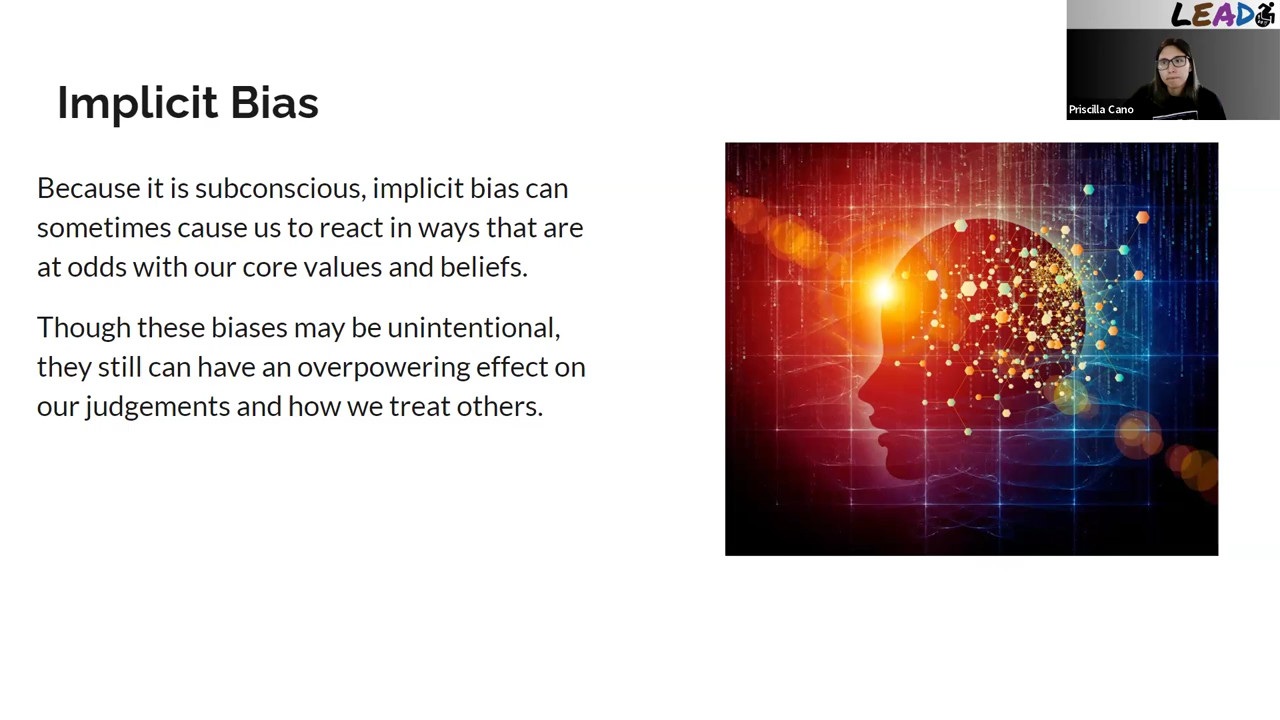 LEAD
Priscilla Cano
Implicit Bias
Because it is subconscious, implicit bias can
sometimes cause us to react in ways that are
at odds with our core values and beliefs.
Though these biases may be unintentional,
they still can have an overpowering effect on
our judgements and how we treat others.